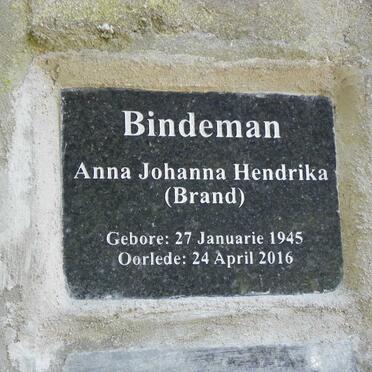 Bindeman
Anna Johanna Hendrika
(Brand)
Gebore: 27 Januarie 1945
Oorlede: 24 April 2016